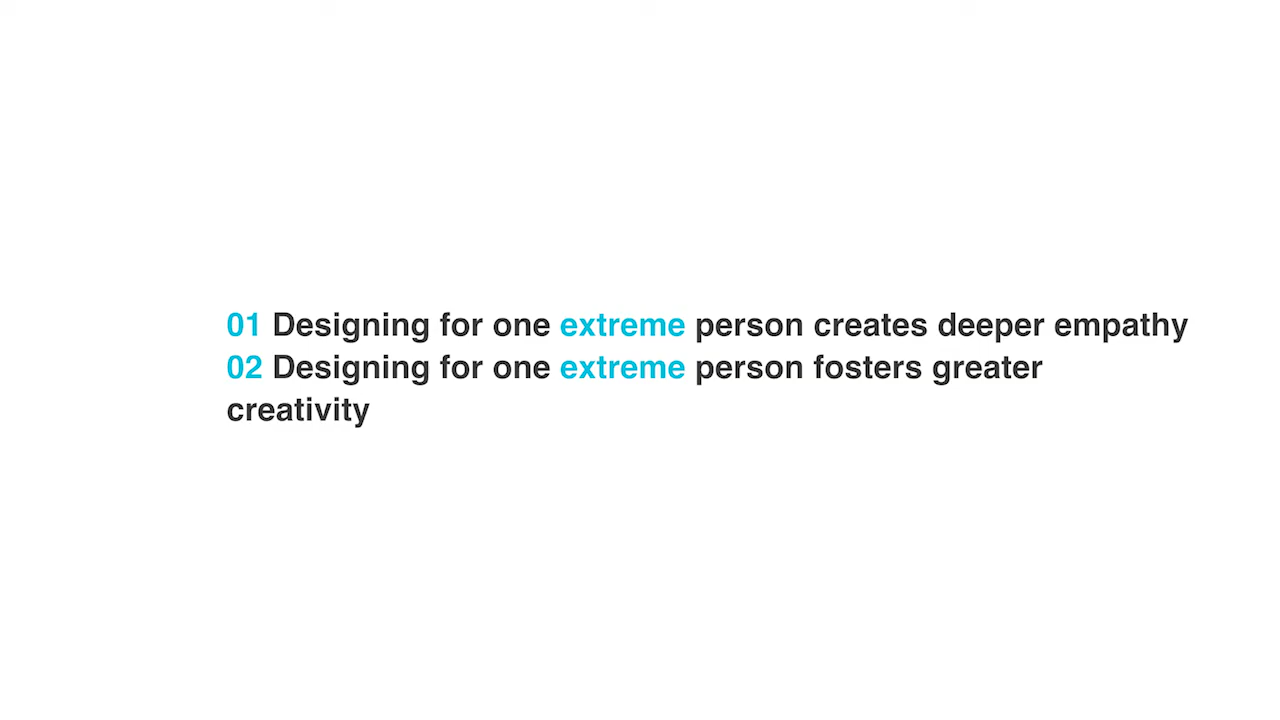 01 Designing for one extreme person creates deeper empathy
02 Designing for one extreme person fosters greater
creativity